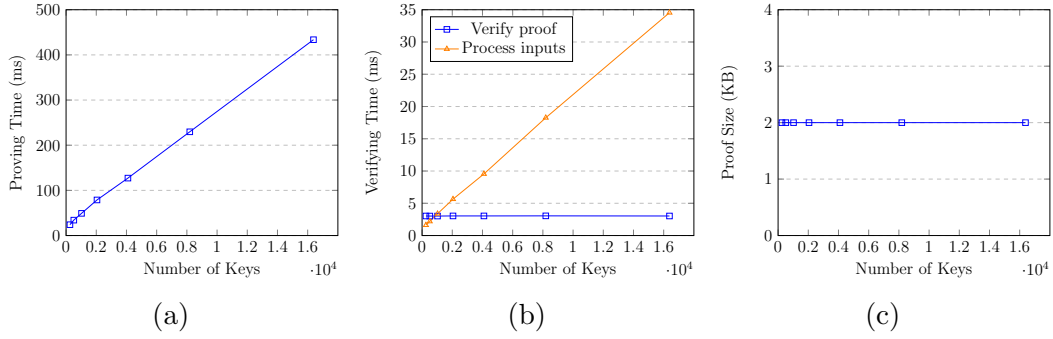 500
400
300
200
100
0
Proving Time (ms)
0 0.2 0.4 0.6 0.8 1 1.2 1.4 1.6
·10⁴
Number of Keys
(a)
35
30
25
20
15
10
5
0
Verifying Time (ms)
Verify proof
Process inputs
0 0.2 0.4 0.6 0.8 1 1.2 1.4 1.6
·10⁴
Number of Keys
(b)
4
3
2
1
0
Proof Size (KB)
0 0.2 0.4 0.6 0.8 1 1.2 1.4 1.6
·10⁴
Number of Keys
(c)